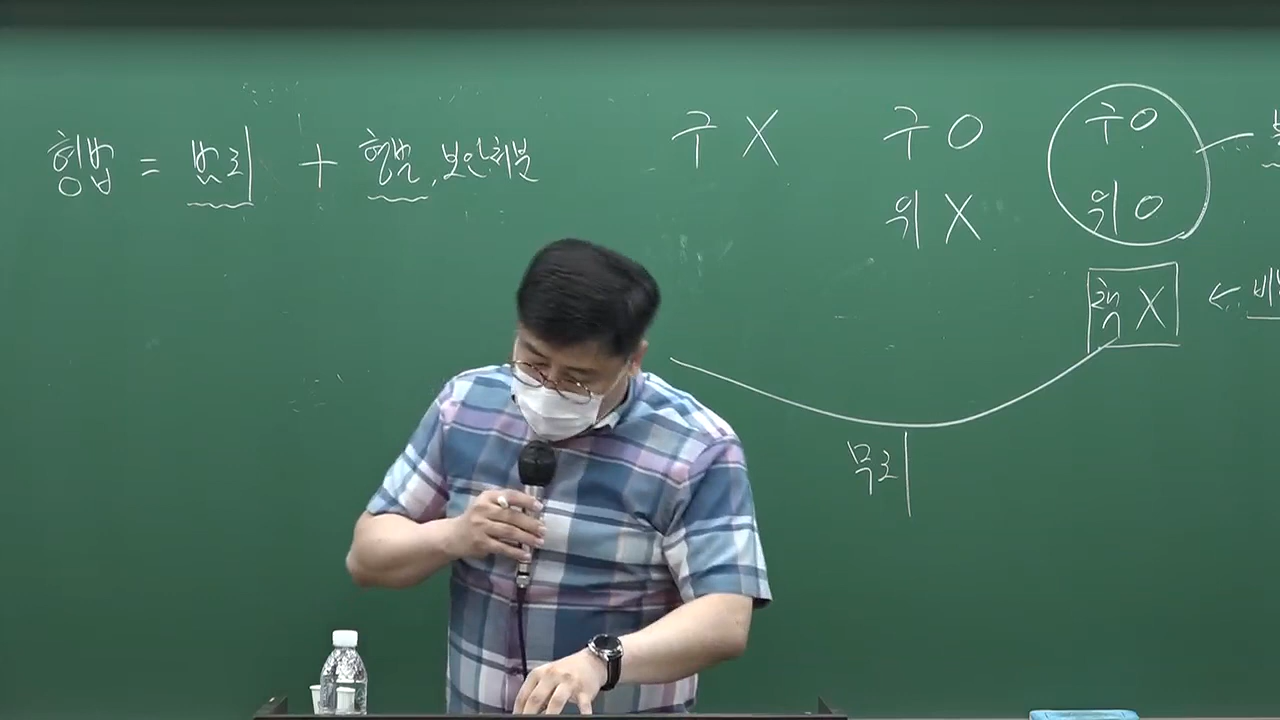 형법 = 범죄 + 형벌, 보안처분
구 X
구 O
위 X
구 O
위 O
책 X ←
무죄